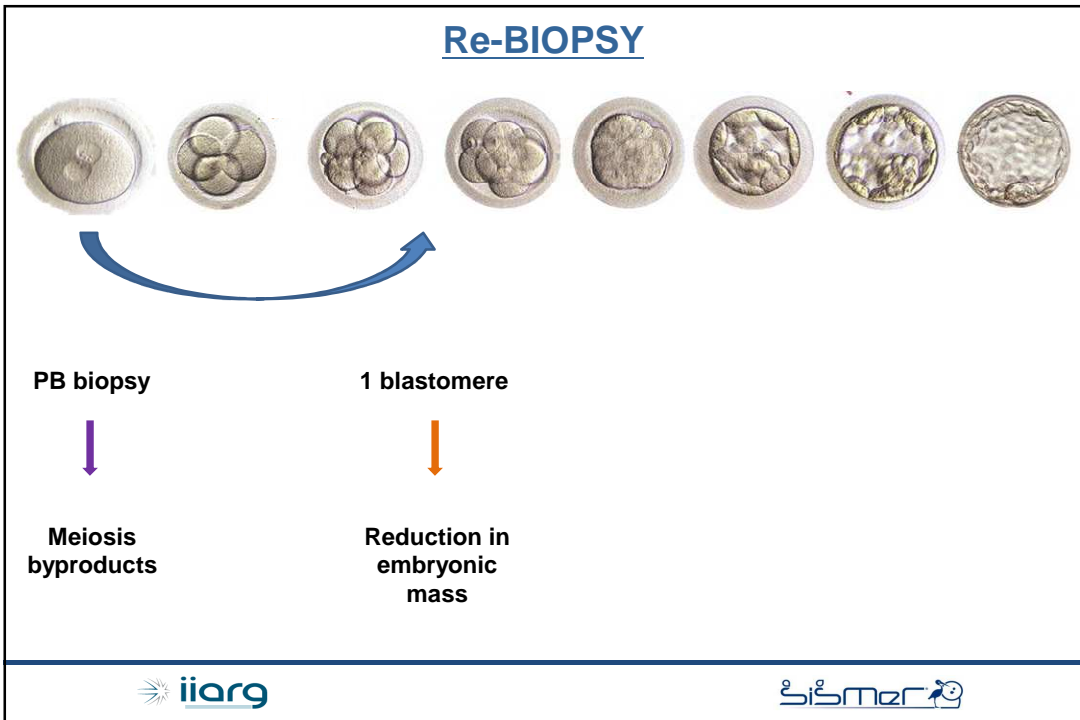 Re-BIOPSY
PB biopsy
1 blastomere
Meiosis
byproducts
Reduction in
embryonic
mass
iiarg
SiSmer